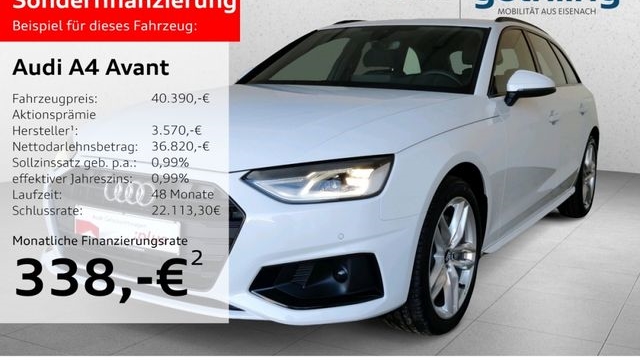 Sonderfinanzierung
Beispiel für dieses Fahrzeug:
MOBILITÄT AUS EISENACH
Audi A4 Avant
Fahrzeugpreis: 40.390,-€
Aktionsprämie
Hersteller¹: 3.570,-€
Nettodarlehnsbetrag: 36.820,-€
Sollzinssatz geb. p.a.: 0,99%
effektiver Jahreszins: 0,99%
Laufzeit: 48 Monate
Schlussrate: 22.113,30€
Monatliche Finanzierungsrate
338,-€²